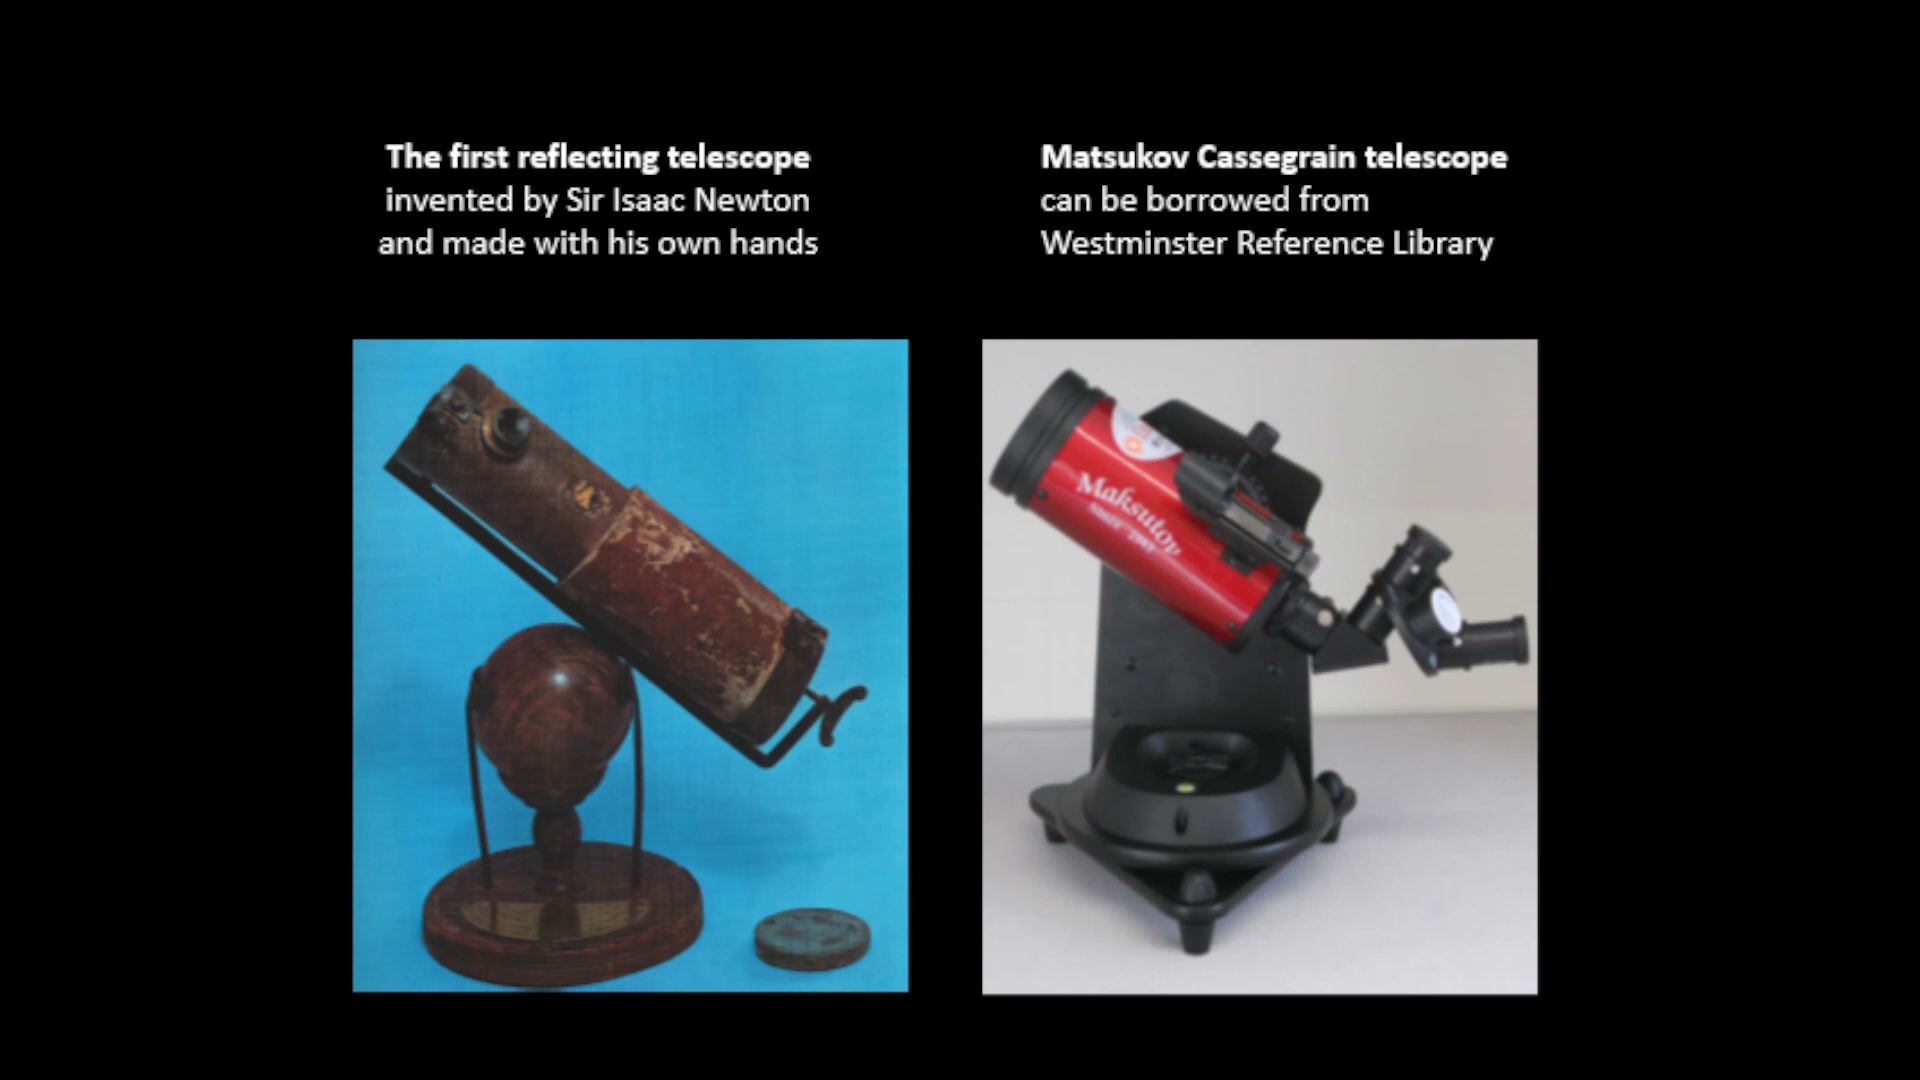 The first reflecting telescope
invented by Sir Isaac Newton
and made with his own hands
Matsukov Cassegrain telescope
can be borrowed from
Westminster Reference Library
Maksutov